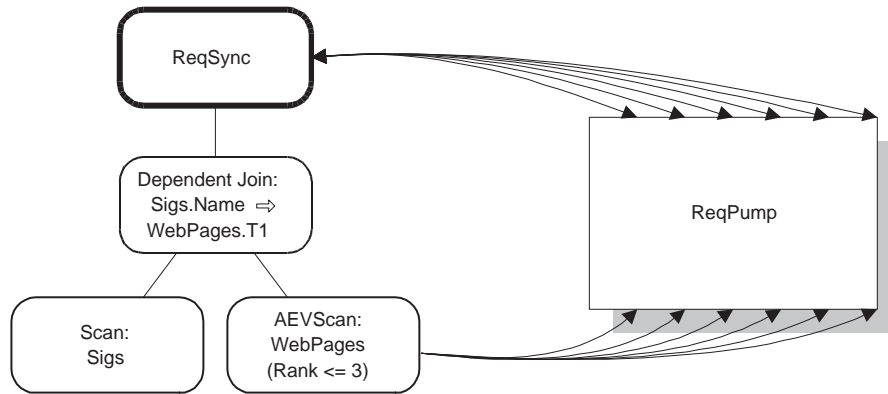 ReqSync
Dependent Join:
Sigs.Name ⇨
WebPages.T1
ReqPump
Scan:
Sigs
AEVScan:
WebPages
(Rank <= 3)